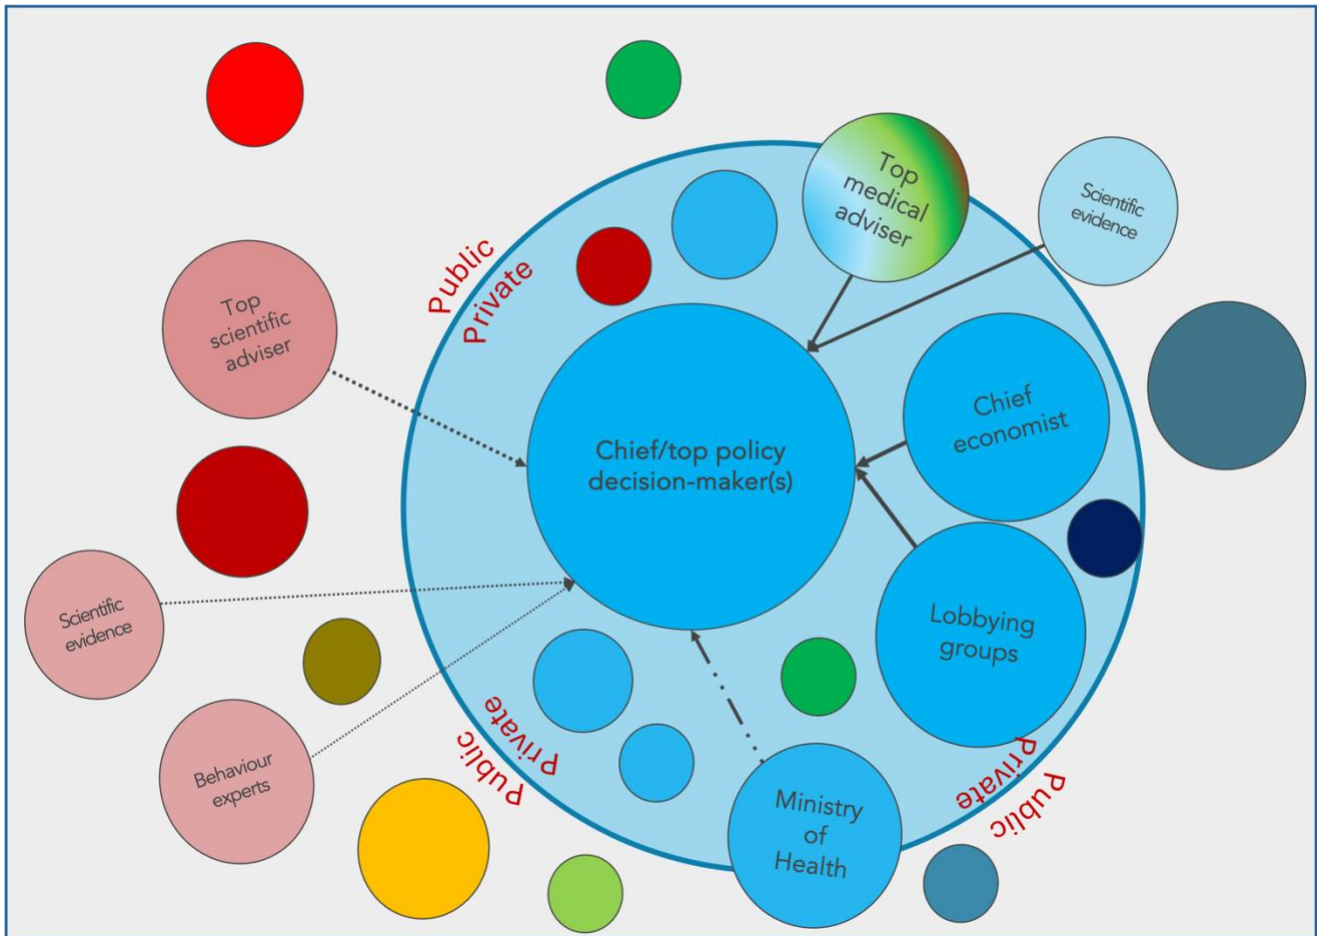 Top
medical
adviser
Scientific
evidence
Public
Private
Top
scientific
adviser
Chief
economist
Chief/top policy
decision-maker(s)
Scientific
evidence
Lobbying
groups
Behaviour
experts
Private
Public
Private
Public
Ministry
of
Health